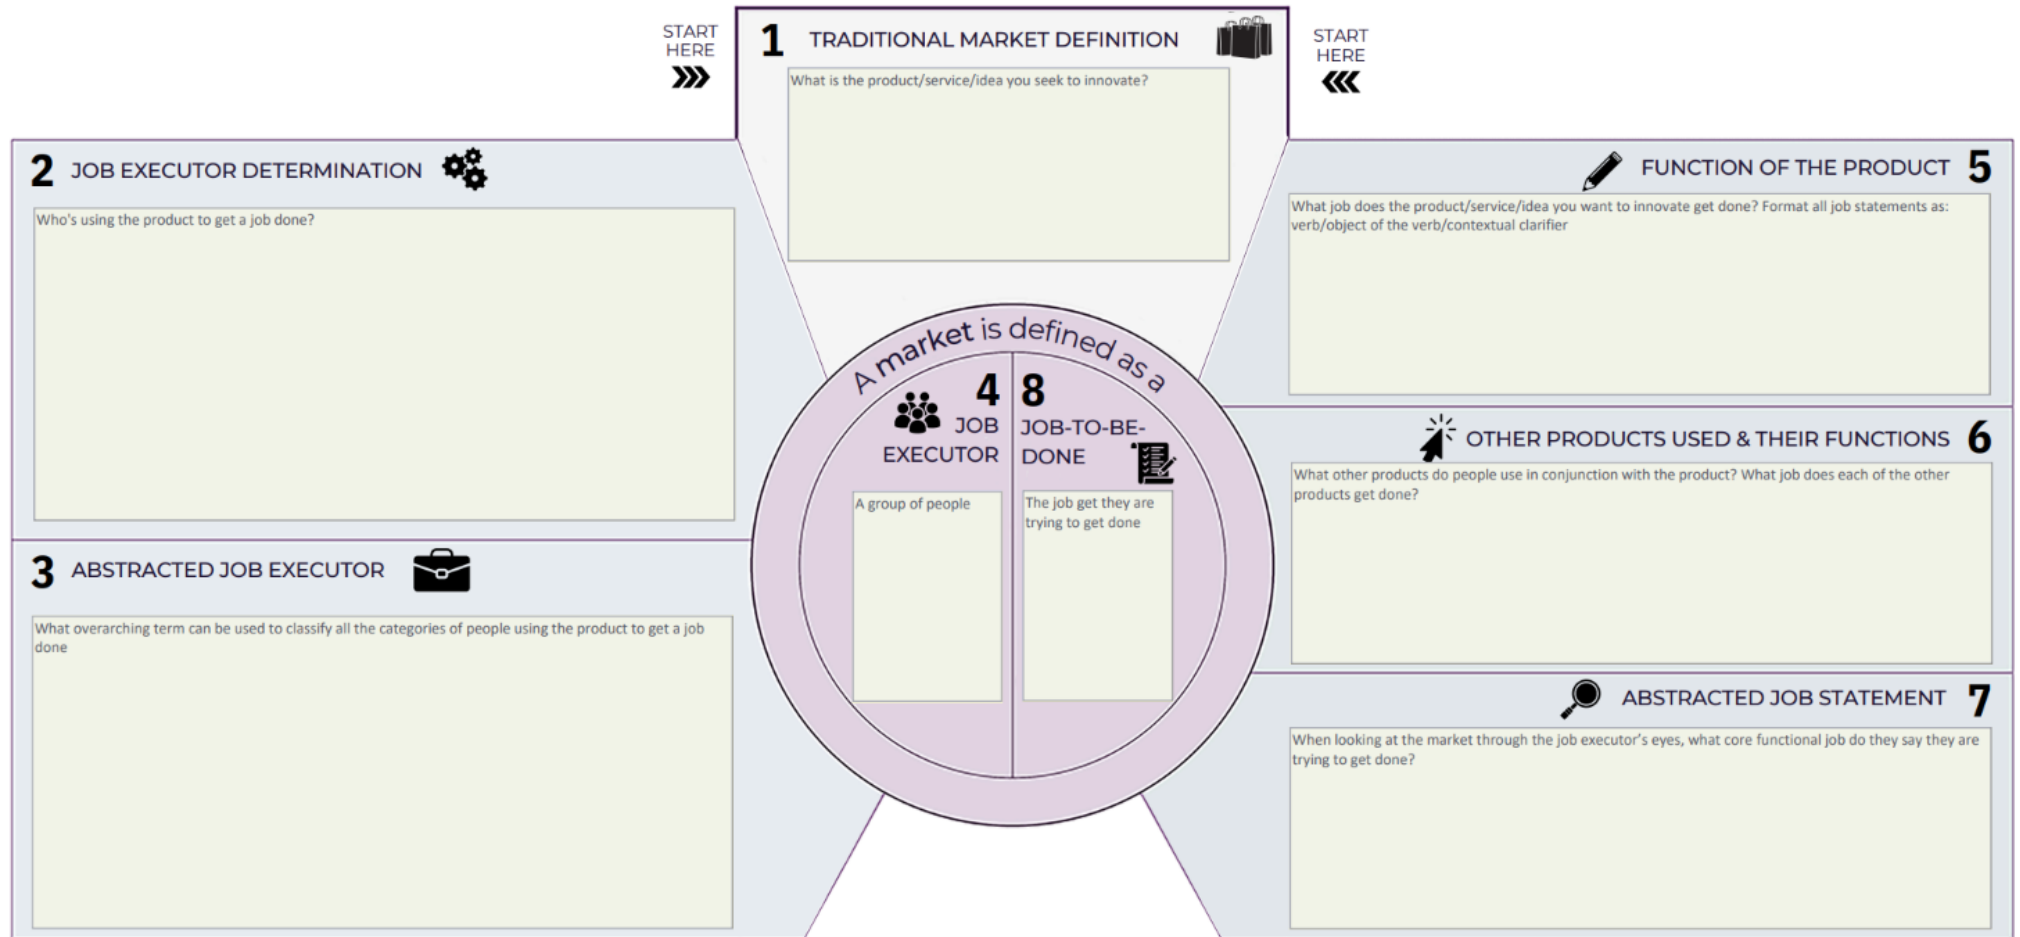 START
HERE
1 TRADITIONAL MARKET DEFINITION
What is the product/service/idea you seek to innovate?
START
HERE
2 JOB EXECUTOR DETERMINATION
Who's using the product to get a job done?
3 ABSTRACTED JOB EXECUTOR
What overarching term can be used to classify all the categories of people using the product to get a job
done
A market is defined as a
4
JOB
EXECUTOR
A group of people
8
JOB-TO-BE-
DONE
The job get they are
trying to get done
FUNCTION OF THE PRODUCT 5
What job does the product/service/idea you want to innovate get done? Format all job statements as:
verb/object of the verb/contextual clarifier
OTHER PRODUCTS USED & THEIR FUNCTIONS 6
What other products do people use in conjunction with the product? What job does each of the other
products get done?
ABSTRACTED JOB STATEMENT 7
When looking at the market through the job executor's eyes, what core functional job do they say they are
trying to get done?